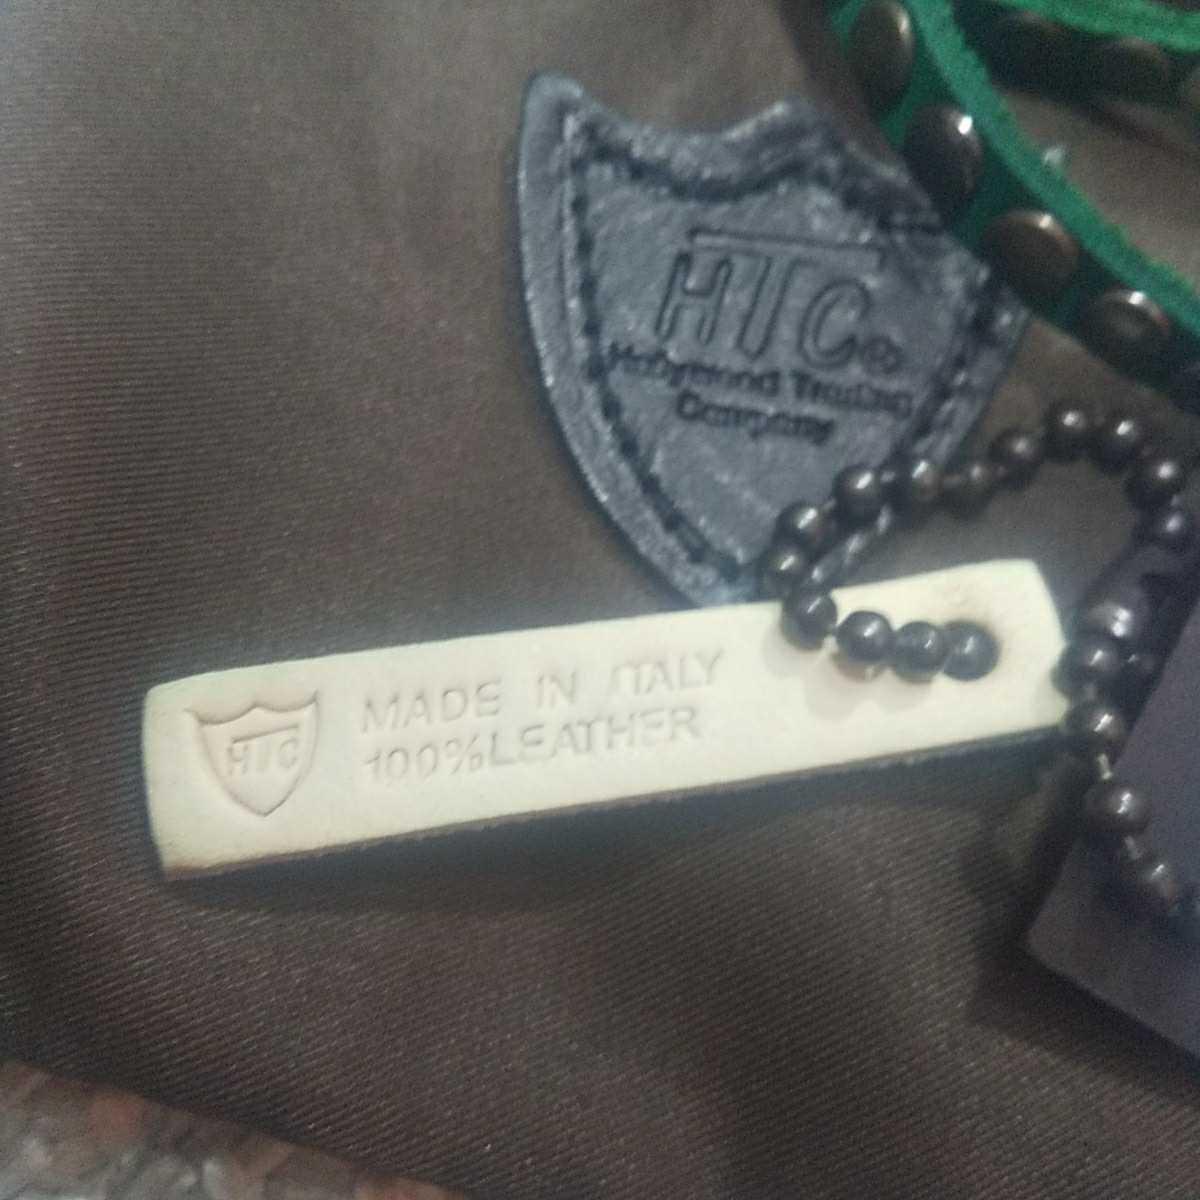 HTC®
Hollywood Trading
Company
HTC
MADE IN ITALY
100%LEATHER